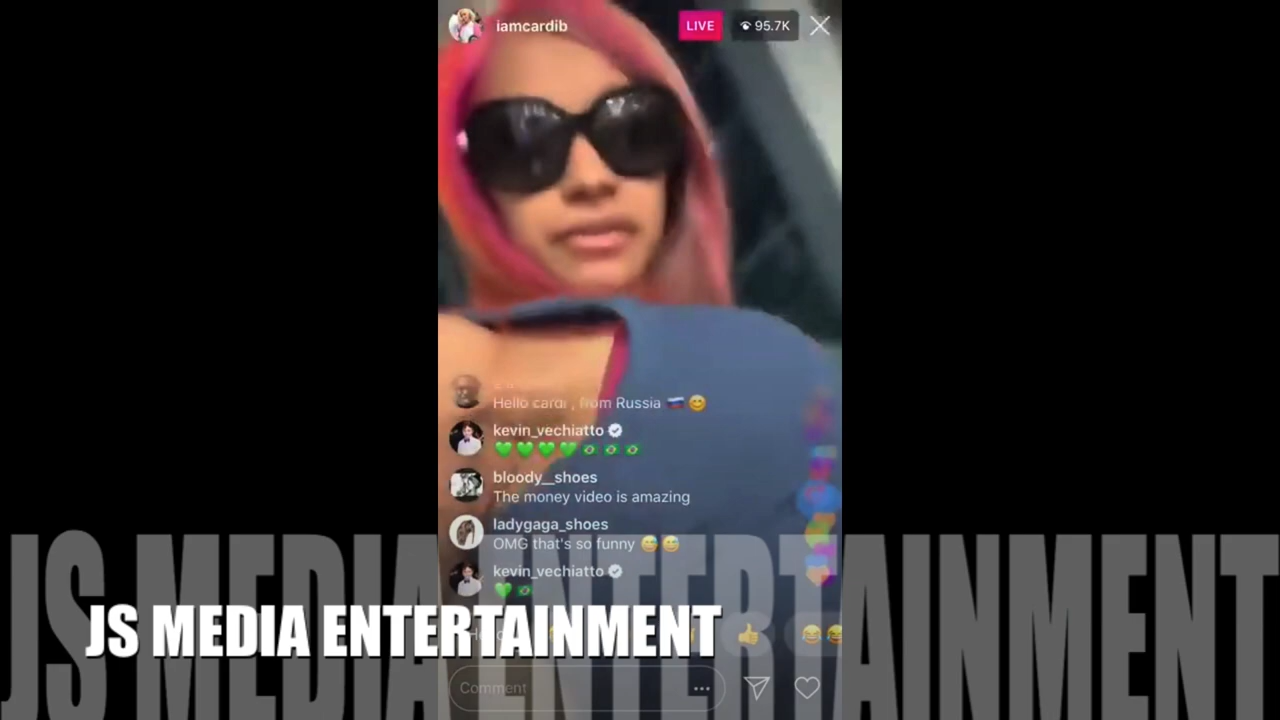 iamcardib
LIVE
95.7K
Hello cardi , from Russia 🇷🇺 😊
kevin_vechiatto
💚💚💚💚🇧🇷🇧🇷🇧🇷
bloody__shoes
The money video is amazing
ladygaga_shoes
OMG that's so funny 😅😅
kevin_vechiatto
💚🇧🇷
JS MEDIA ENTERTAINMENT
JS MEDIA ENTERTAINMENT
Comment